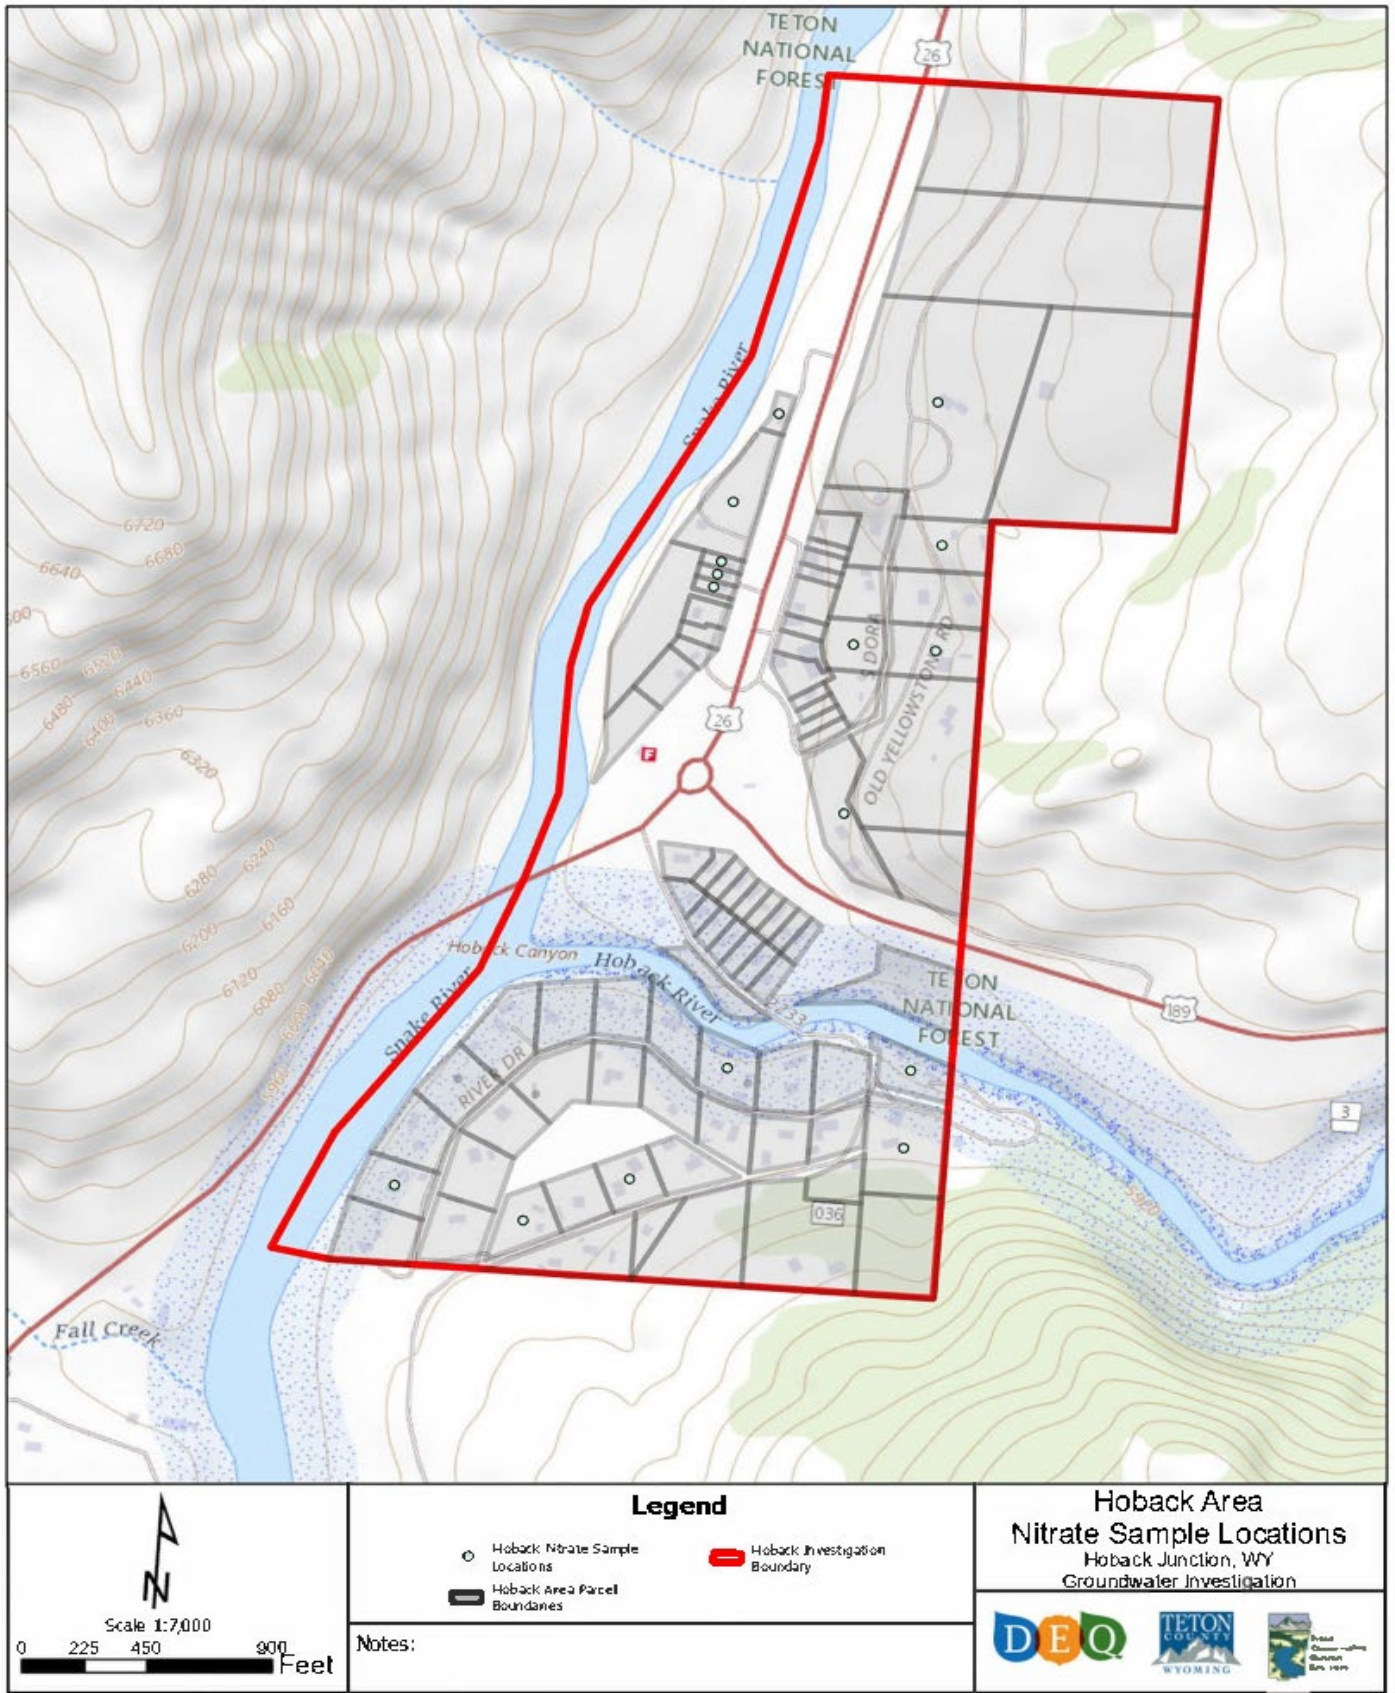 TETON
NATIONAL
FOREST
26
Snake River
6720
6680
6640
6560
6520
6480
6440
6400
6360
6320
S DORA
OLD YELLOWSTONE RD
26
F
6280
6240
6200
6160
6120
6080
6040
Hoback Canyon
Hoback River
Snake River
2233
TETON
NATIONAL
FOREST
189
RIVER DR
3
036
5920
Fall Creek
N
Scale 1:7,000
0 225 450 900
Feet
Legend
Hoback Nitrate Sample
Locations
Hoback Area Parcell
Boundaries
Hoback Investigation
Boundary
Notes:
Hoback Area
Nitrate Sample Locations
Hoback Junction, WY
Groundwater Investigation
DEQ
TETON
COUNTY
WYOMING